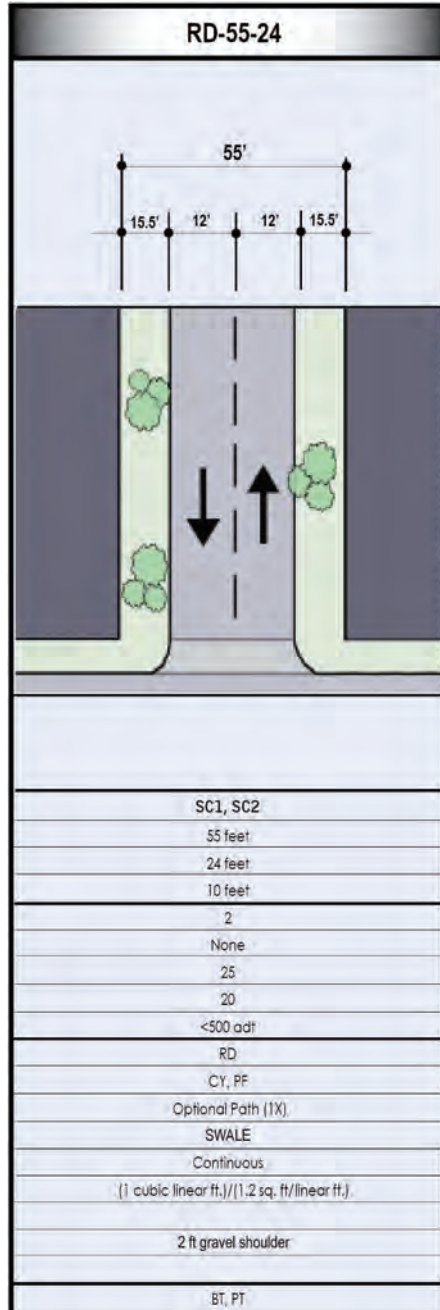 RD-55-24
55'
15.5' 12' 12' 15.5'
SC1, SC2
55 feet
24 feet
10 feet
2
None
25
20
<500 adt
RD
CY, PF
Optional Path (1X)
SWALE
Continuous
(1 cubic linear ft.)/(1.2 sq. ft/linear ft.)
2 ft gravel shoulder
BT, PT